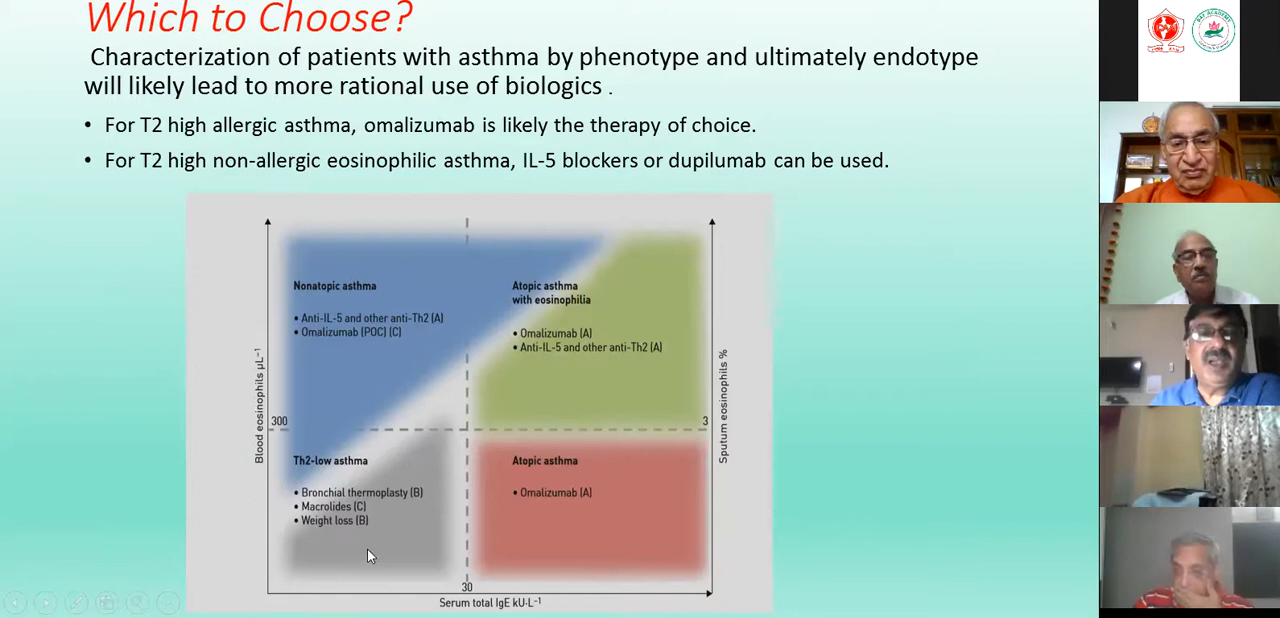 Which to Choose?
Characterization of patients with asthma by phenotype and ultimately endotype
will likely lead to more rational use of biologics .
• For T2 high allergic asthma, omalizumab is likely the therapy of choice.
• For T2 high non-allergic eosinophilic asthma, IL-5 blockers or dupilumab can be used.
Nonatopic asthma
• Anti-IL-5 and other anti-Th2 (A)
• Omalizumab (POC) (C)
Atopic asthma
with eosinophilia
• Omalizumab (A)
• Anti-IL-5 and other anti-Th2 (A)
Blood eosinophils µL⁻¹
300
3
Sputum eosinophils %
Th2-low asthma
• Bronchial thermoplasty (B)
• Macrolides (C)
• Weight loss (B)
Atopic asthma
• Omalizumab (A)
30
Serum total IgE kU·L⁻¹